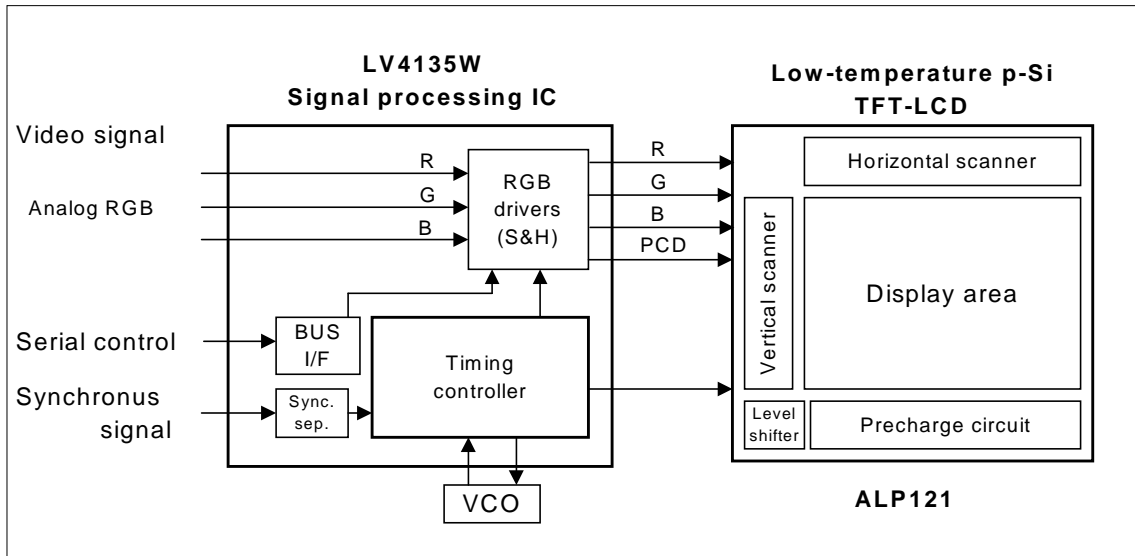 LV4135W
Signal processing IC
Low-temperature p-Si
TFT-LCD
Video signal
Analog RGB
R
G
B
RGB
drivers
(S&H)
R
G
B
PCD
Horizontal scanner
Vertical scanner
Display area
Serial control
BUS
I/F
Timing
controller
Synchronus
signal
Sync.
sep.
Level
shifter
Precharge circuit
VCO
ALP121